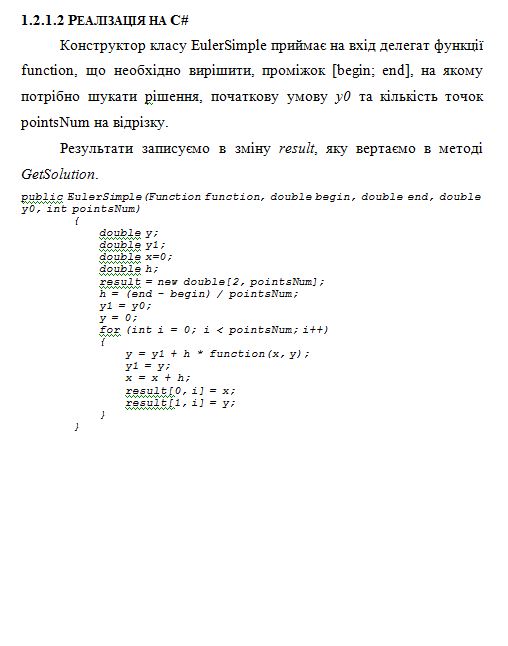 1.2.1.2 РЕАЛІЗАЦІЯ НА C#
Конструктор класу EulerSimple приймає на вхід делегат функції
function, що необхідно вирішити, проміжок [begin; end], на якому
потрібно шукати рішення, початкову умову y0 та кількість точок
pointsNum на відрізку.
Результати записуємо в зміну result, яку вертаємо в методі
GetSolution.
public EulerSimple(Function function, double begin, double end, double
y0, int pointsNum)
{
double y;
double y1;
double x=0;
double h;
result = new double[2, pointsNum];
h = (end - begin) / pointsNum;
y1 = y0;
y = 0;
for (int i = 0; i < pointsNum; i++)
{
y = y1 + h * function(x, y);
y1 = y;
x = x + h;
result[0, i] = x;
result[1, i] = y;
}
}